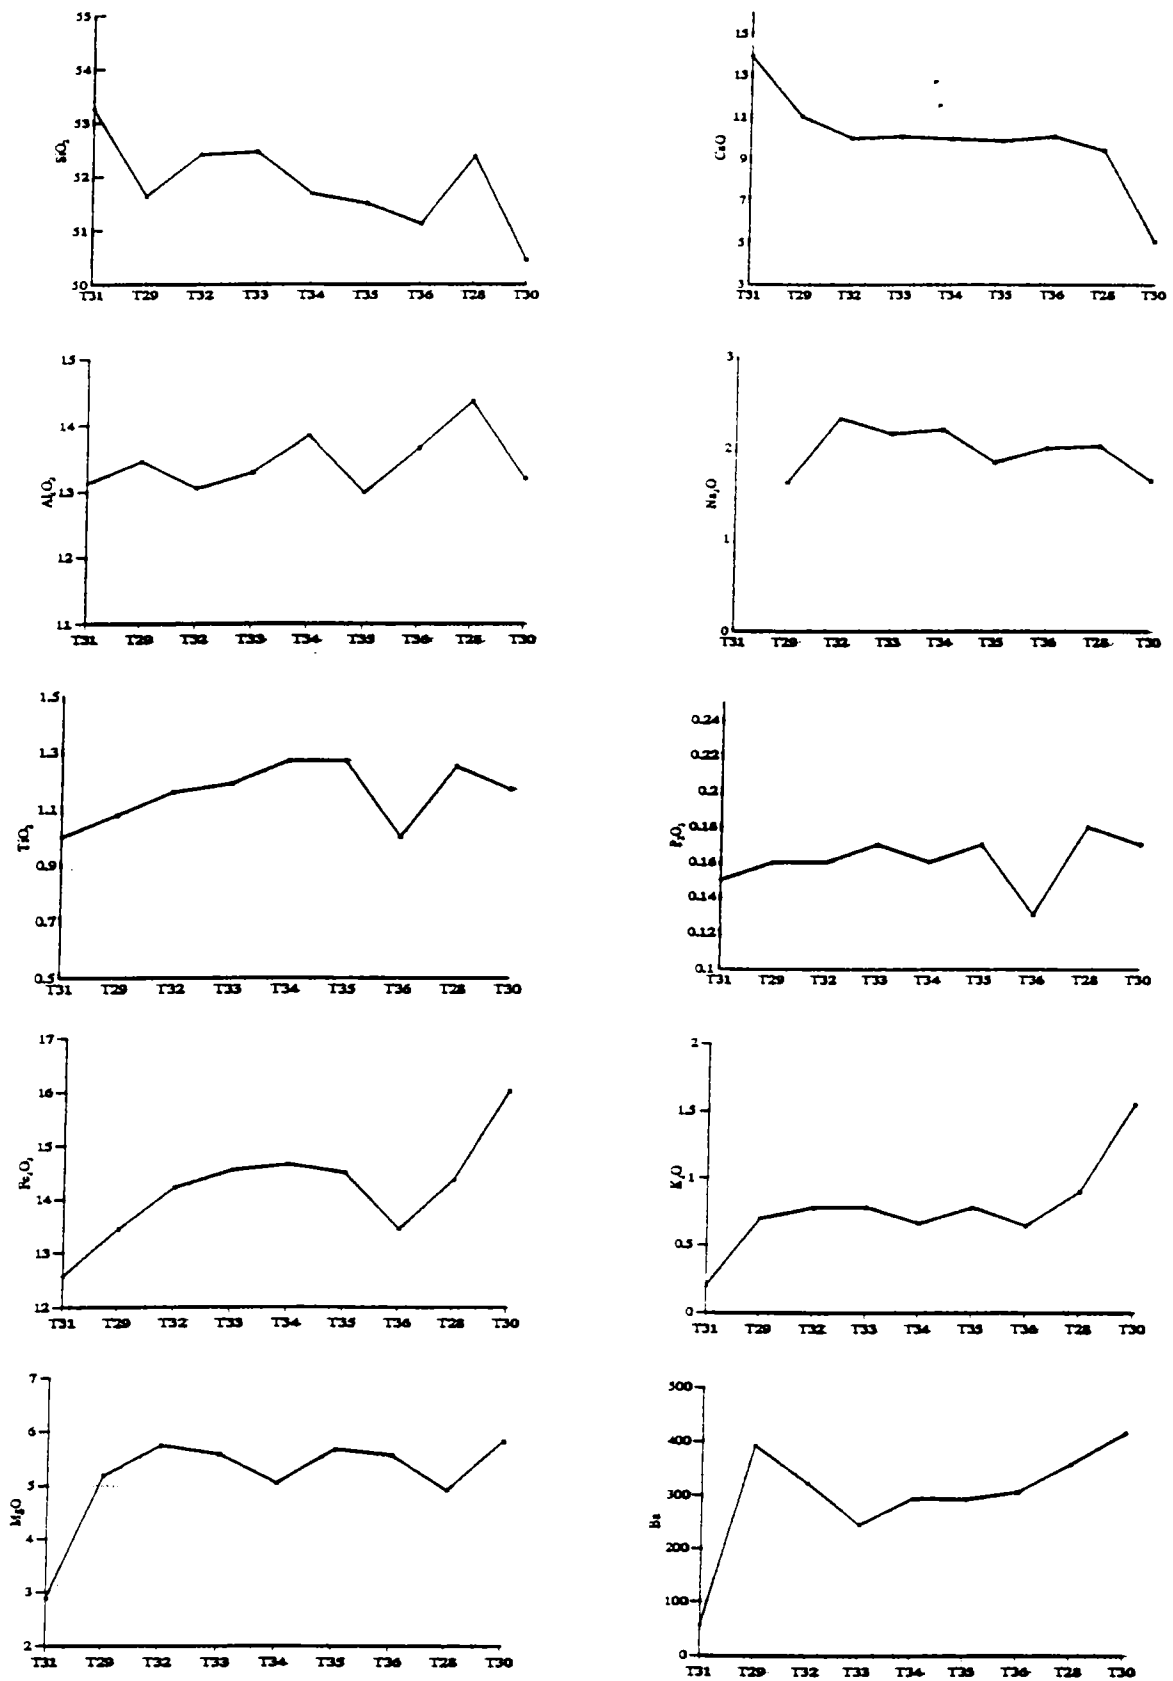 55
54
53
52
51
50
SiO₂
T31 T29 T32 T33 T34 T35 T36 T28 T30
15
13
11
9
7
5
3
CaO
T31 T29 T32 T33 T34 T35 T36 T28 T30
15
14
13
12
11
Al₂O₃
T31 T29 T32 T33 T34 T35 T36 T28 T30
3
2
1
0
Na₂O
T31 T29 T32 T33 T34 T35 T36 T28 T30
1.5
1.3
1.1
0.9
0.7
0.5
TiO₂
T31 T29 T32 T33 T34 T35 T36 T28 T30
0.24
0.22
0.2
0.18
0.16
0.14
0.12
0.1
P₂O₅
T31 T29 T32 T33 T34 T35 T36 T28 T30
17
16
15
14
13
12
Fe₂O₃
T31 T29 T32 T33 T34 T35 T36 T28 T30
2
1.5
1
0.5
0
K₂O
T31 T29 T32 T33 T34 T35 T36 T28 T30
7
6
5
4
3
2
MgO
T31 T29 T32 T33 T34 T35 T36 T28 T30
500
400
300
200
100
0
Ba
T31 T29 T32 T33 T34 T35 T36 T28 T30